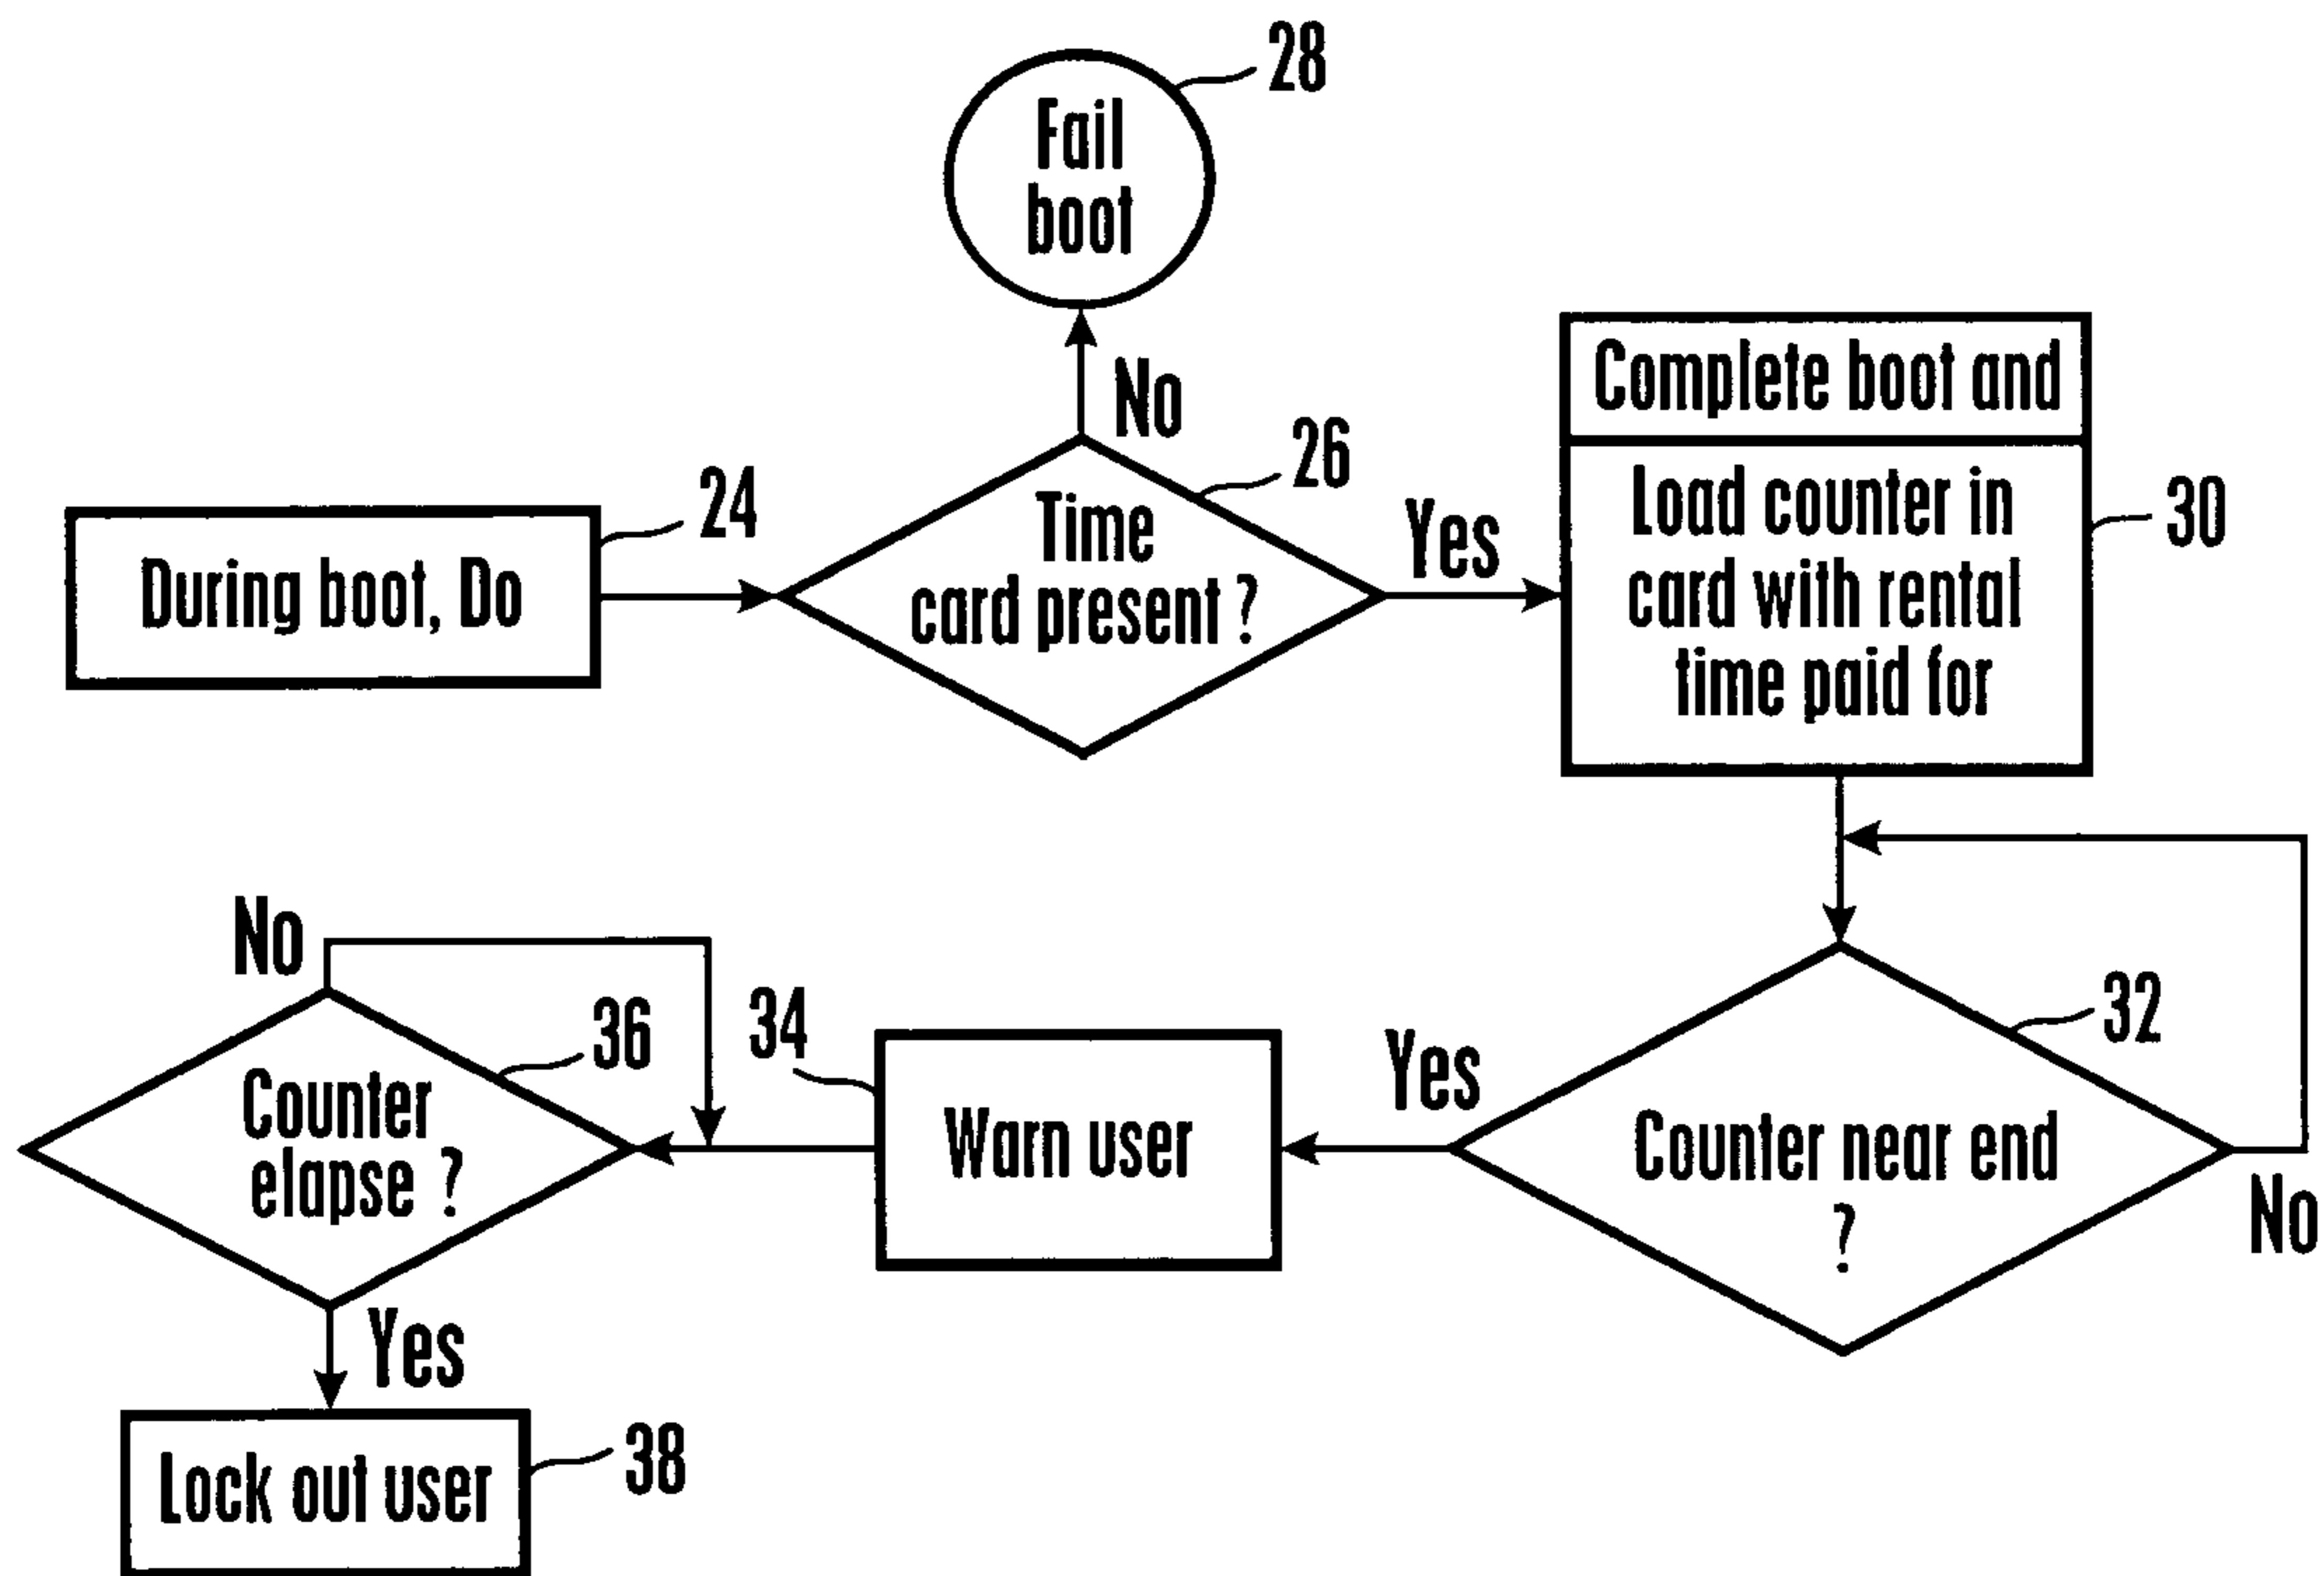 28
Fail
boot
No
26
24
During boot, Do
Time
card present ?
Yes
Complete boot and
Load counter in
card with rental
time paid for
30
No
36
34
Counter
elapse ?
Warn user
Yes
32
Counter near end
?
No
Yes
Lock out user
38